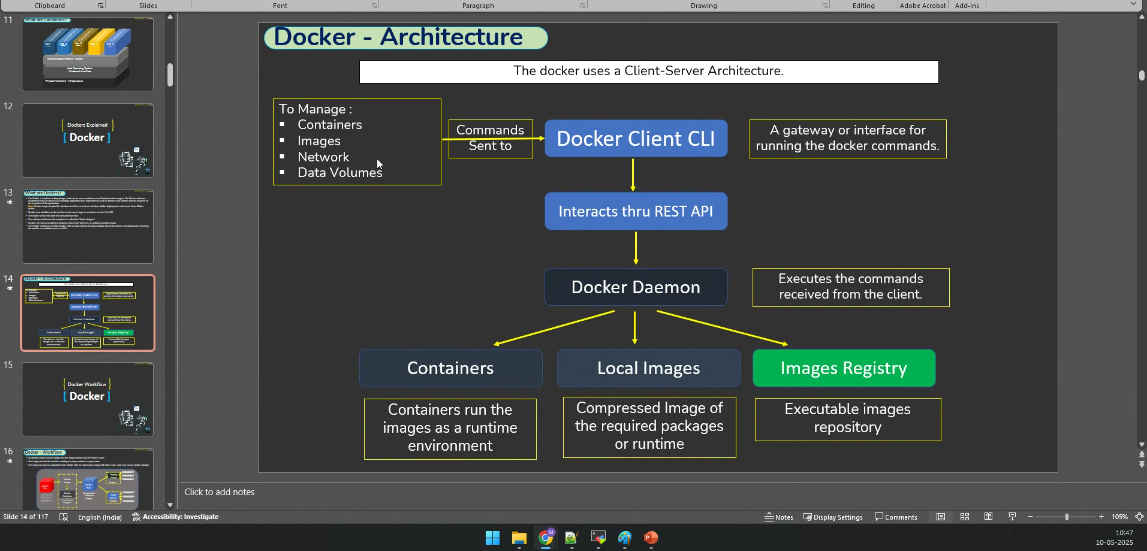 Clipboard
Slides
Font
Paragraph
Drawing
Editing
Adobe Acrobat
Add-ins
11
12
Dockers Explained
[ Docker ]
13
What are Dockers?
14
15
Docker Workflow
[ Docker ]
16
Docker - Workflow
Docker - Architecture
The docker uses a Client-Server Architecture.
To Manage :
▪ Containers
▪ Images
▪ Network
▪ Data Volumes
Commands
Sent to
Docker Client CLI
A gateway or interface for
running the docker commands.
Interacts thru REST API
Docker Daemon
Executes the commands
received from the client.
Containers
Local Images
Images Registry
Containers run the
images as a runtime
environment
Compressed Image of
the required packages
or runtime
Executable images
repository
Click to add notes
Slide 14 of 117
English (India)
Accessibility: Investigate
Notes
Display Settings
Comments
105%
10:47
10-05-2025